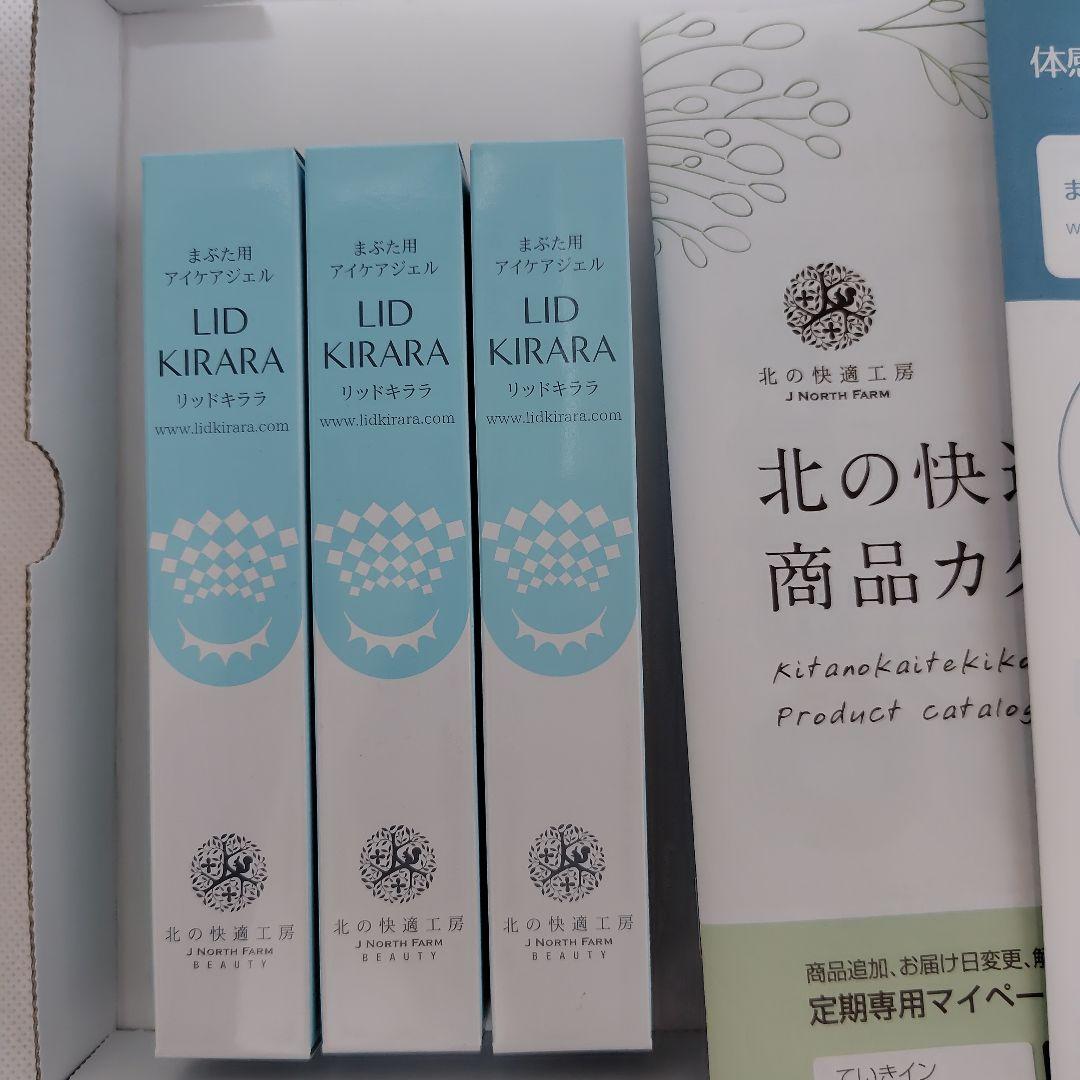 まぶた用
アイケアジェル
LID
KIRARA
リッドキララ
www.lidkirara.com
北の快適工房
J NORTH FARM
BEAUTY
まぶた用
アイケアジェル
LID
KIRARA
リッドキララ
www.lidkirara.com
北の快適工房
J NORTH FARM
BEAUTY
まぶた用
アイケアジェル
LID
KIRARA
リッドキララ
www.lidkirara.com
北の快適工房
J NORTH FARM
BEAUTY
北の快適工房
J NORTH FARM
北の快
商品カ
Kitanokaitekiko
Product catalog
商品追加、お届け日変更、
定期専用マイペー
ていきイン
体感
ま
w